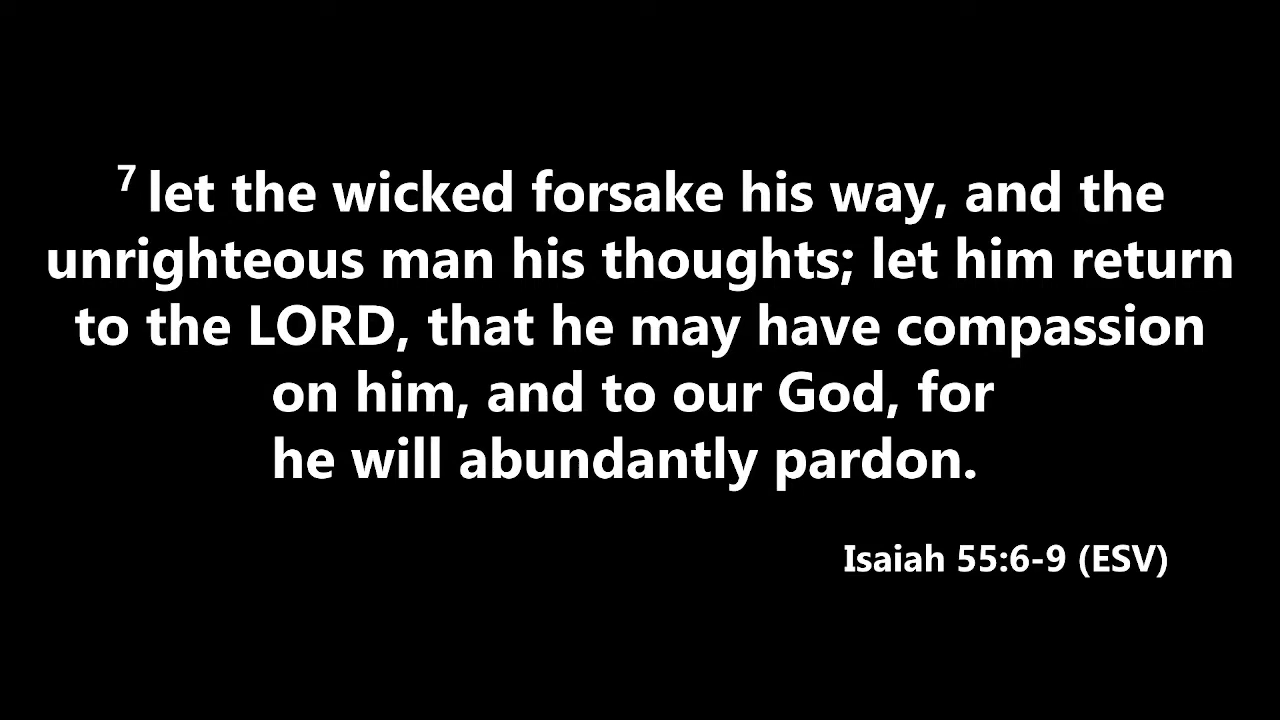 7 let the wicked forsake his way, and the
unrighteous man his thoughts; let him return
to the LORD, that he may have compassion
on him, and to our God, for
he will abundantly pardon.
Isaiah 55:6-9 (ESV)